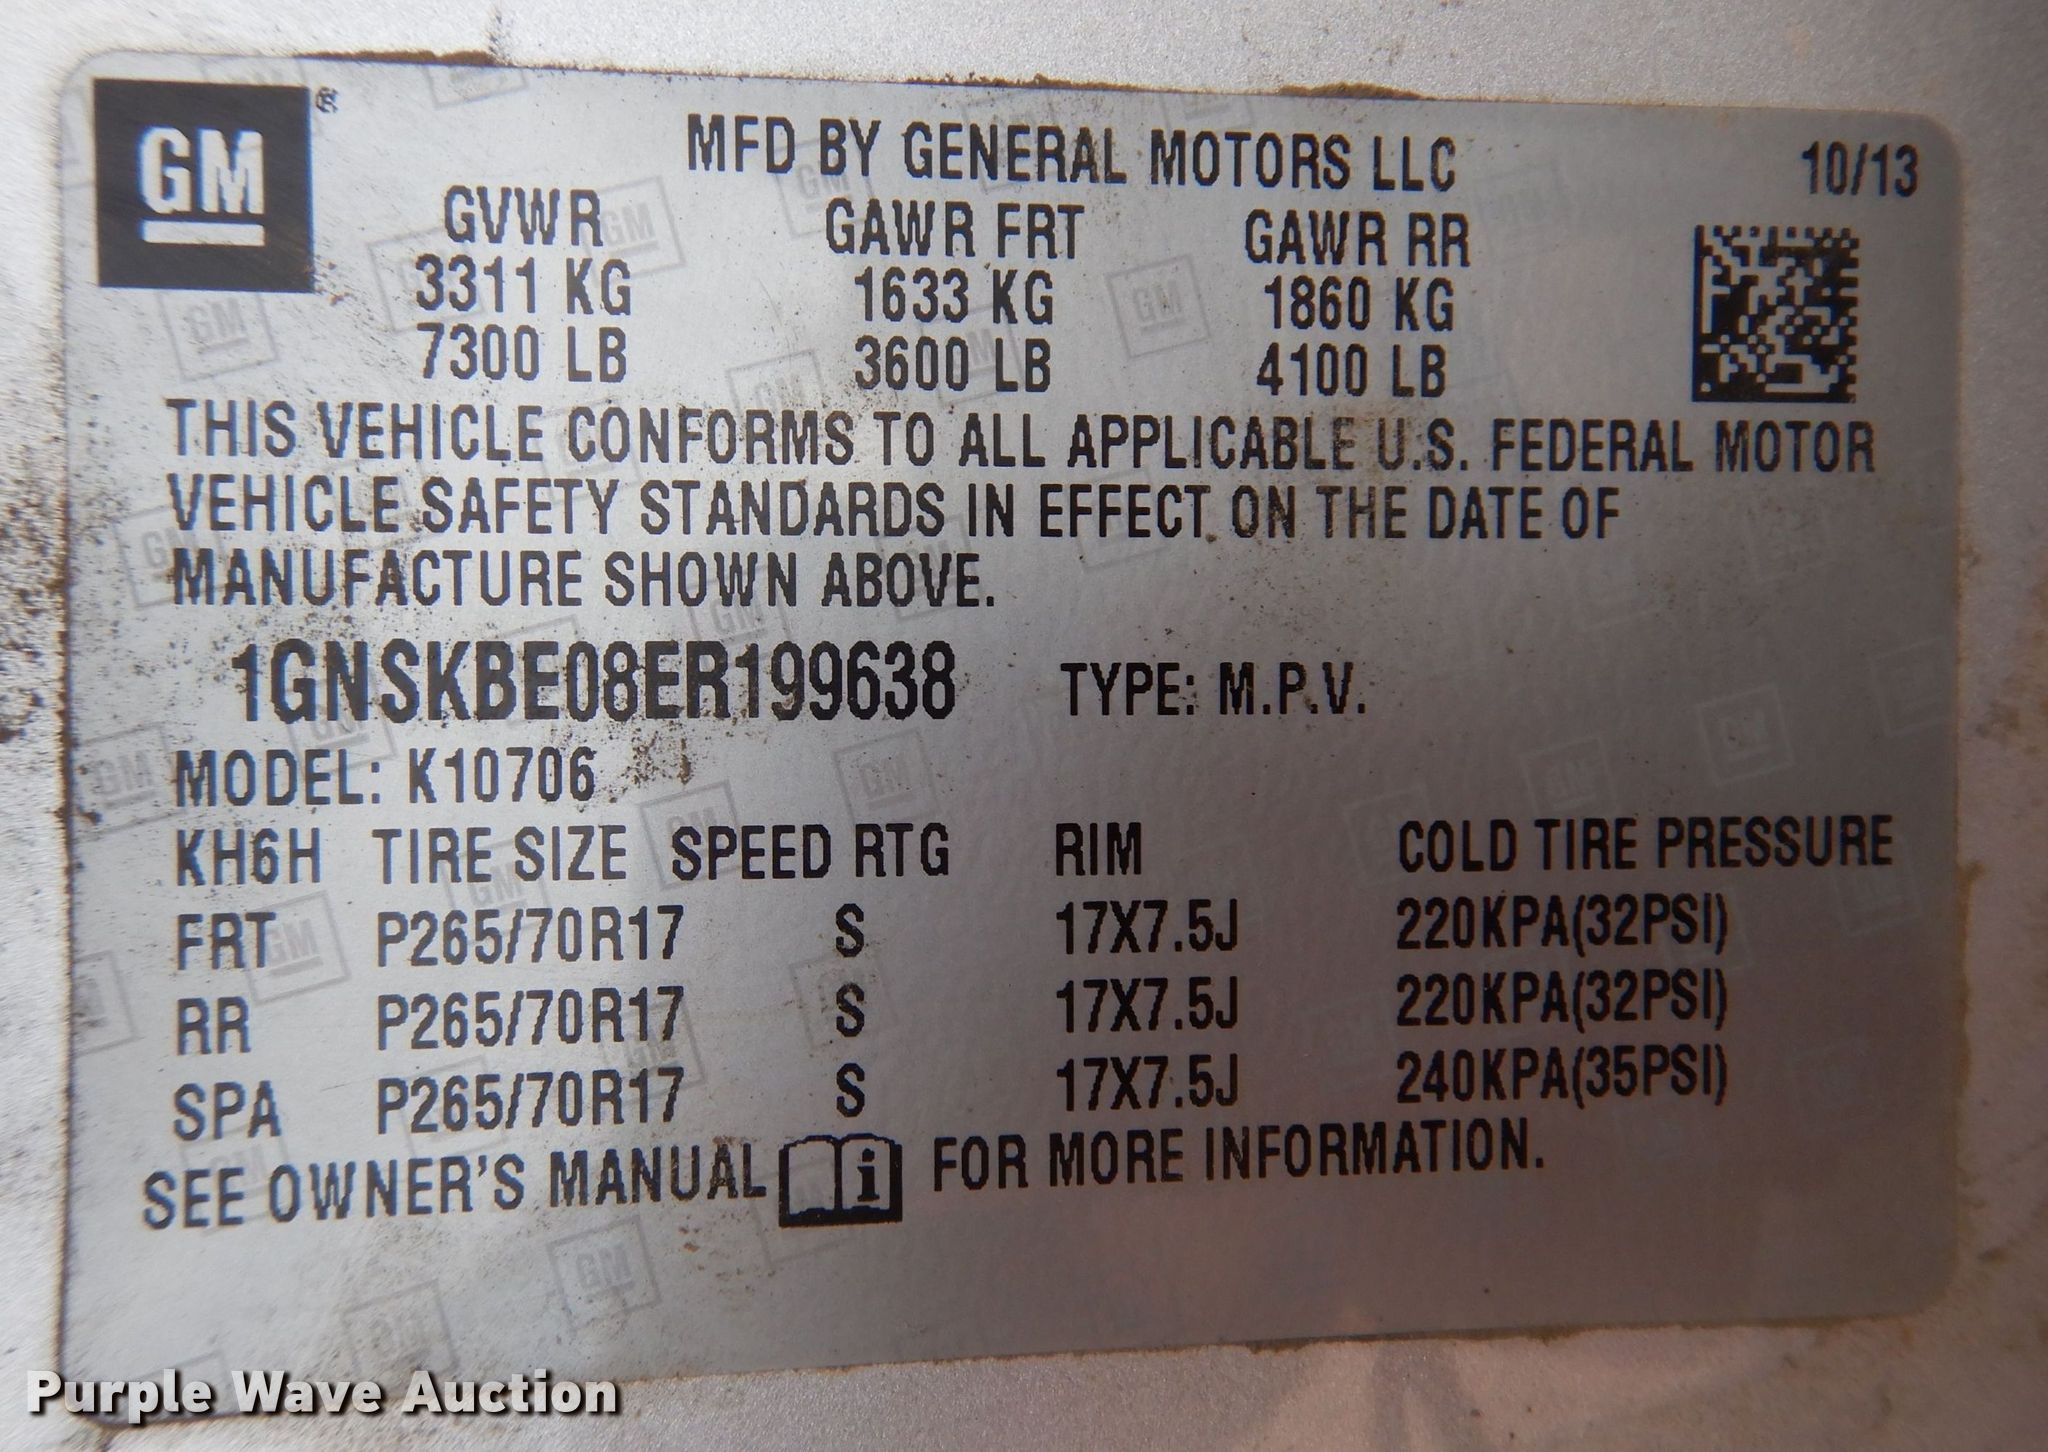 GM ®
MFD BY GENERAL MOTORS LLC 10/13
GVWR GAWR FRT GAWR RR
3311 KG 1633 KG 1860 KG
7300 LB 3600 LB 4100 LB
THIS VEHICLE CONFORMS TO ALL APPLICABLE U.S. FEDERAL MOTOR
VEHICLE SAFETY STANDARDS IN EFFECT ON THE DATE OF
MANUFACTURE SHOWN ABOVE.
1GNSKBE08ER199638 TYPE: M.P.V.
MODEL: K10706
KH6H TIRE SIZE SPEED RTG RIM COLD TIRE PRESSURE
FRT P265/70R17 S 17X7.5J 220KPA(32PSI)
RR P265/70R17 S 17X7.5J 220KPA(32PSI)
SPA P265/70R17 S 17X7.5J 240KPA(35PSI)
SEE OWNER'S MANUAL i FOR MORE INFORMATION.
Purple Wave Auction